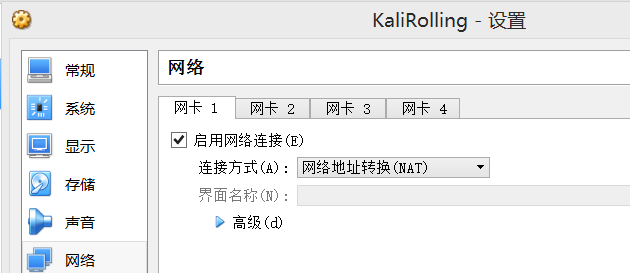 KaliRolling - 设置
常规
系统
显示
存储
声音
网络
网络
网卡 1 网卡 2 网卡 3 网卡 4
启用网络连接(E)
连接方式(A): 网络地址转换(NAT)
界面名称(N):
高级(d)